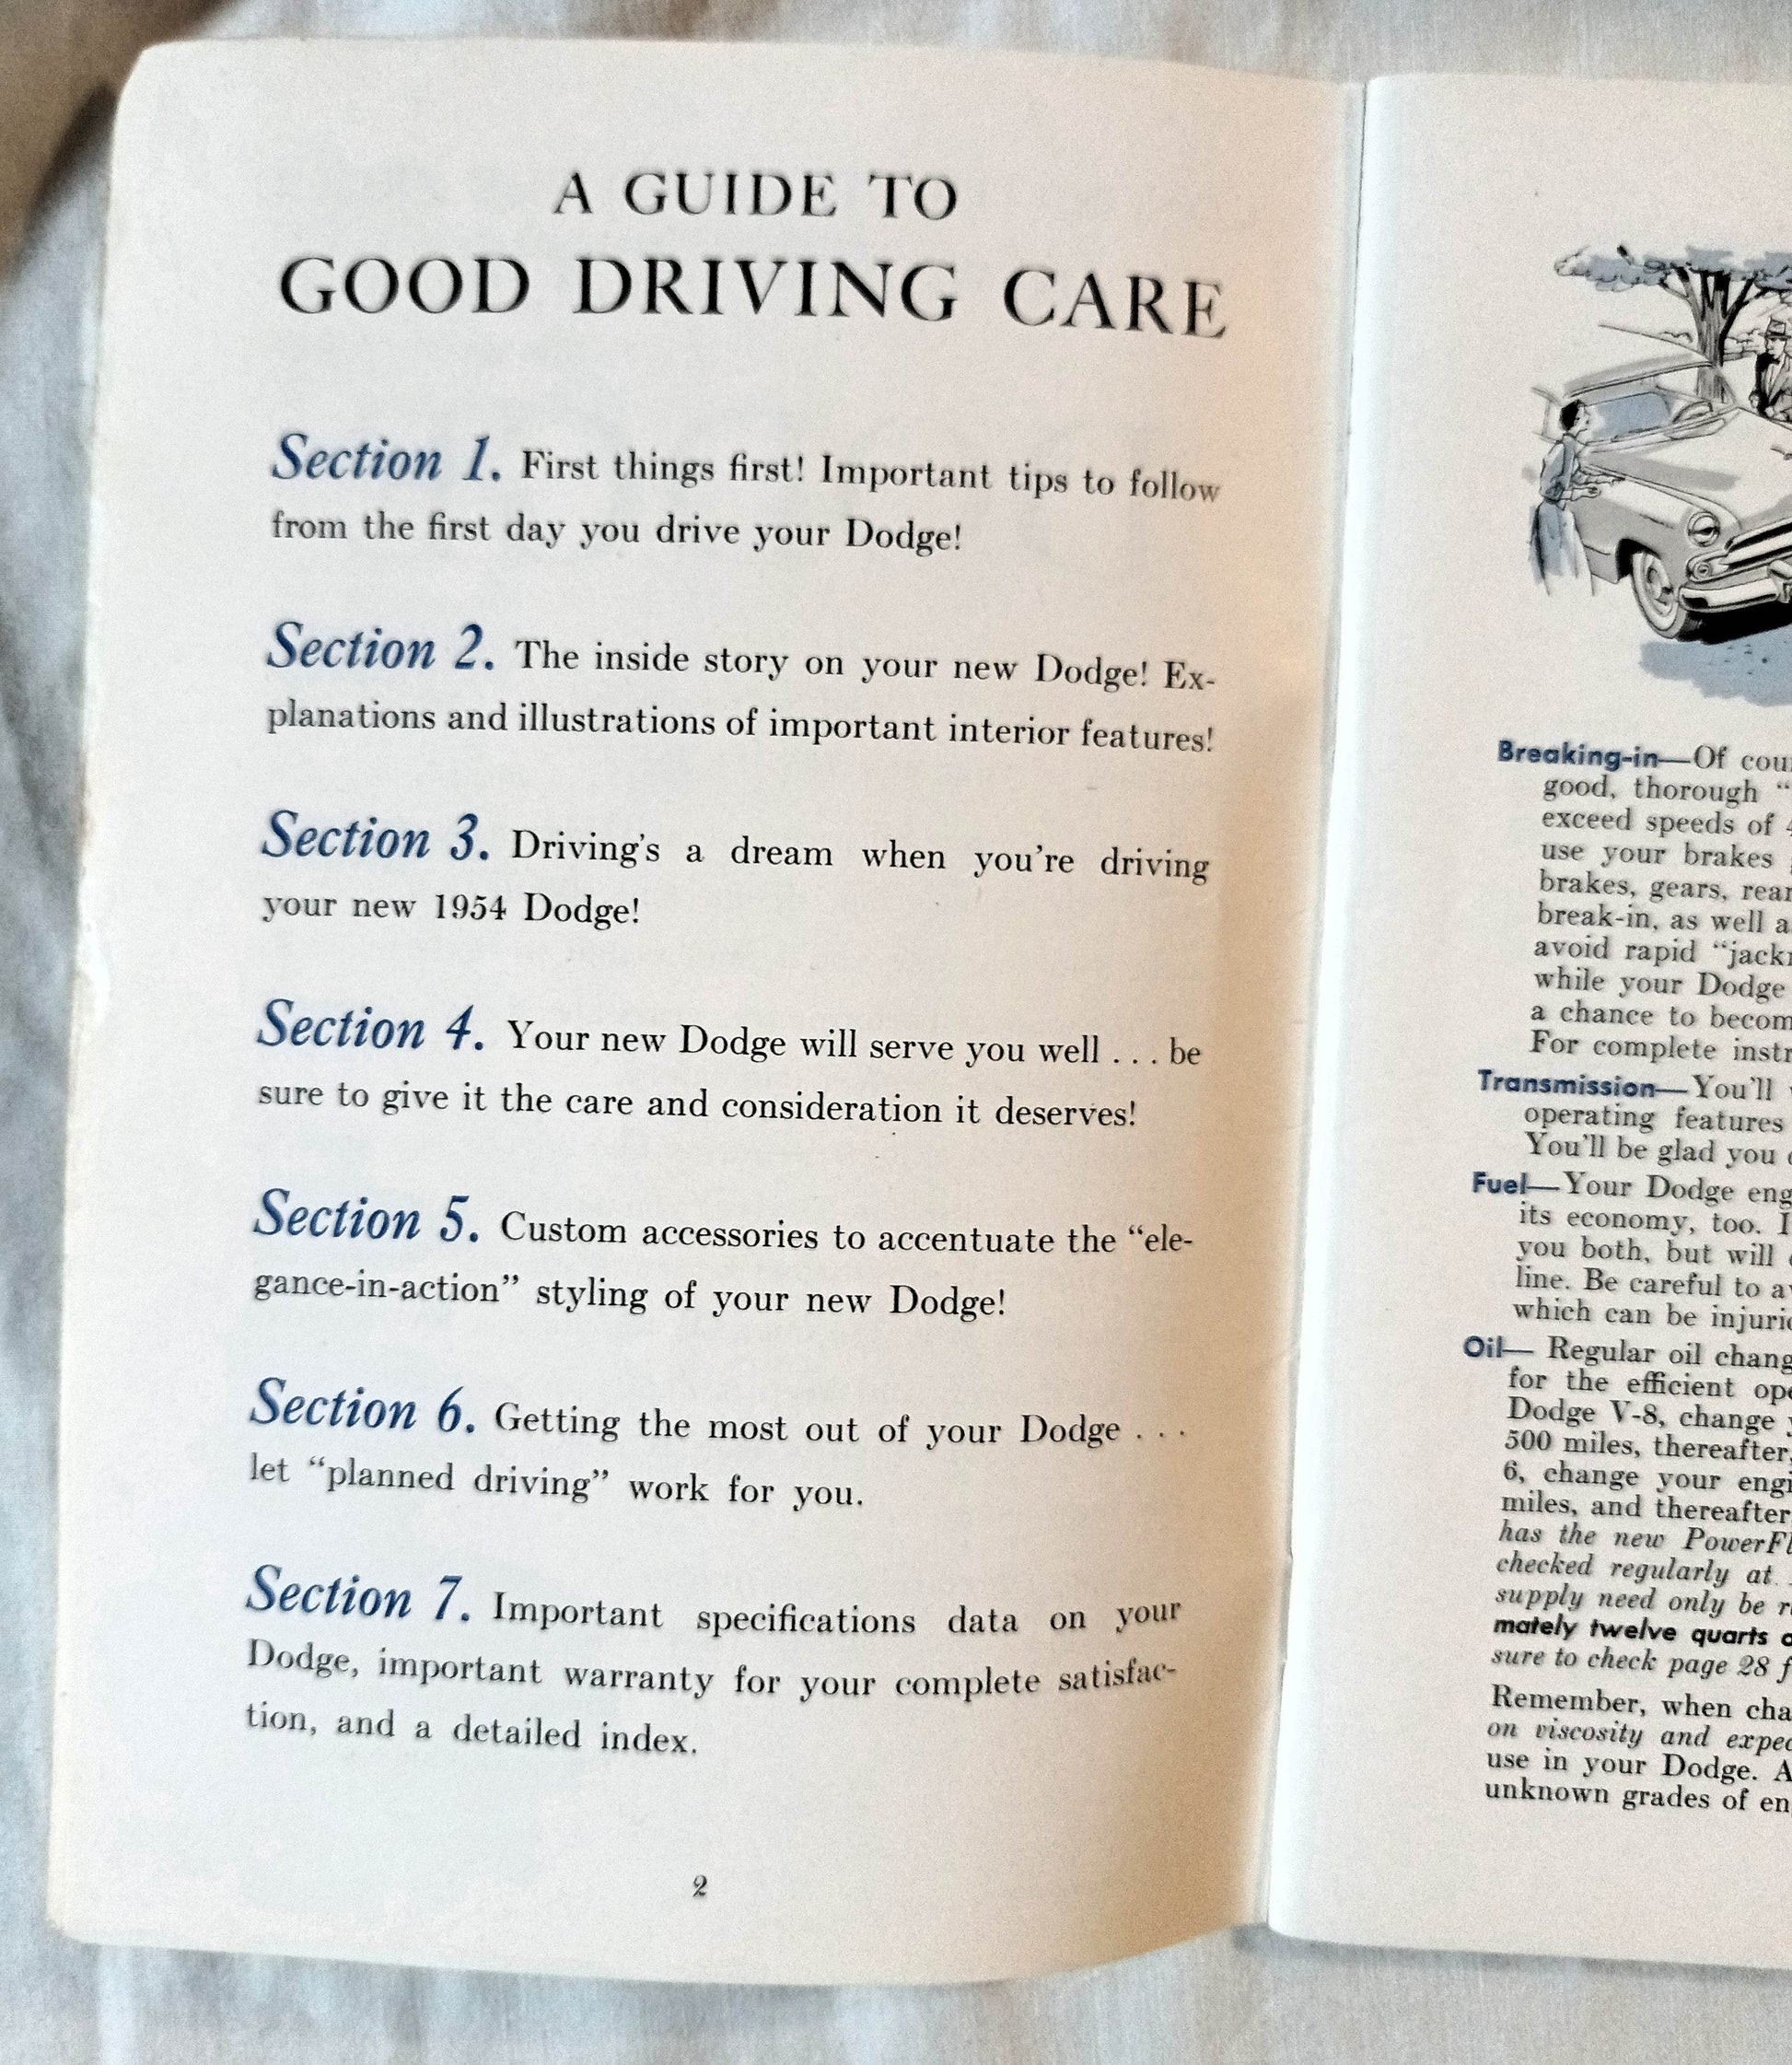 A GUIDE TO
GOOD DRIVING CARE
Section 1. First things first! Important tips to follow
from the first day you drive your Dodge!
Section 2. The inside story on your new Dodge! Ex-
planations and illustrations of important interior features!
Section 3. Driving's a dream when you're driving
your new 1954 Dodge!
Section 4. Your new Dodge will serve you well . . . be
sure to give it the care and consideration it deserves!
Section 5. Custom accessories to accentuate the “ele-
gance-in-action” styling of your new Dodge!
Section 6. Getting the most out of your Dodge . . .
let “planned driving” work for you.
Section 7. Important specifications data on your
Dodge, important warranty for your complete satisfac-
tion, and a detailed index.
2
Breaking-in—Of
good, thorough “
exceed speeds of
use your brakes
brakes, gears,
break-in, as well
avoid rapid
while your Dodge
a chance to
For complete
Transmission—You'll
operating features
You'll be glad you
Fuel—Your Dodge
its economy, too.
you both, but will
line. Be careful to
which can be
Oil— Regular oil
for the efficient
Dodge V-8, change
500 miles, thereafter,
6, change your
miles, and thereafter
has the new
checked regularly at
supply need only be
mately twelve quarts
sure to check page 28
Remember, when
on viscosity and
use in your Dodge.
unknown grades of